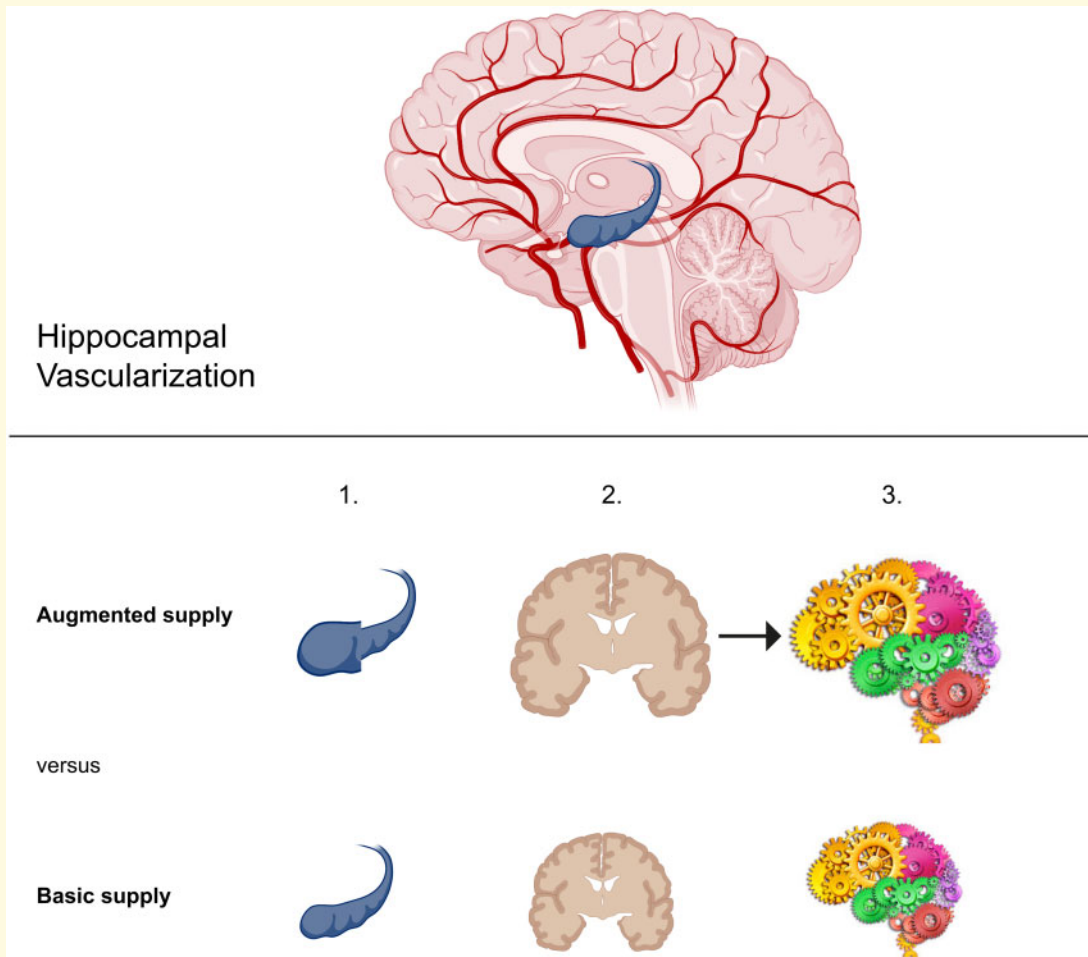 Hippocampal
Vascularization
1.
2.
3.
Augmented supply
versus
Basic supply